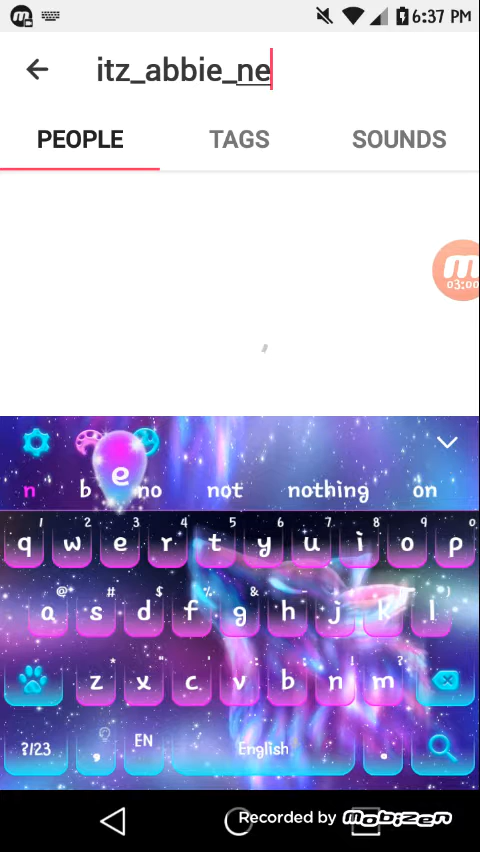 6:37 PM
itz_abbie_ne
PEOPLE TAGS SOUNDS
03:00
e
n b no not nothing on
1 2 3 4 5 6 7 8 9 0
q w e r t y u i o p
@ # $ % & - + ( )
a s d f g h j k l
* " ' : ; ! ?
z x c v b n m
?123 , EN English .
Recorded by mobizen